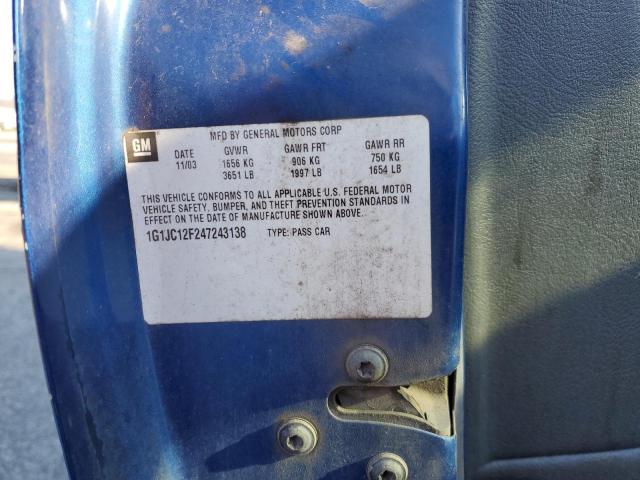 MFD BY GENERAL MOTORS CORP
GM DATE GVWR GAWR FRT GAWR RR
11/03 1656 KG 906 KG 750 KG
3651 LB 1997 LB 1654 LB
THIS VEHICLE CONFORMS TO ALL APPLICABLE U.S. FEDERAL MOTOR
VEHICLE SAFETY, BUMPER, AND THEFT PREVENTION STANDARDS IN
EFFECT ON THE DATE OF MANUFACTURE SHOWN ABOVE.
1G1JC12F247243138 TYPE: PASS CAR